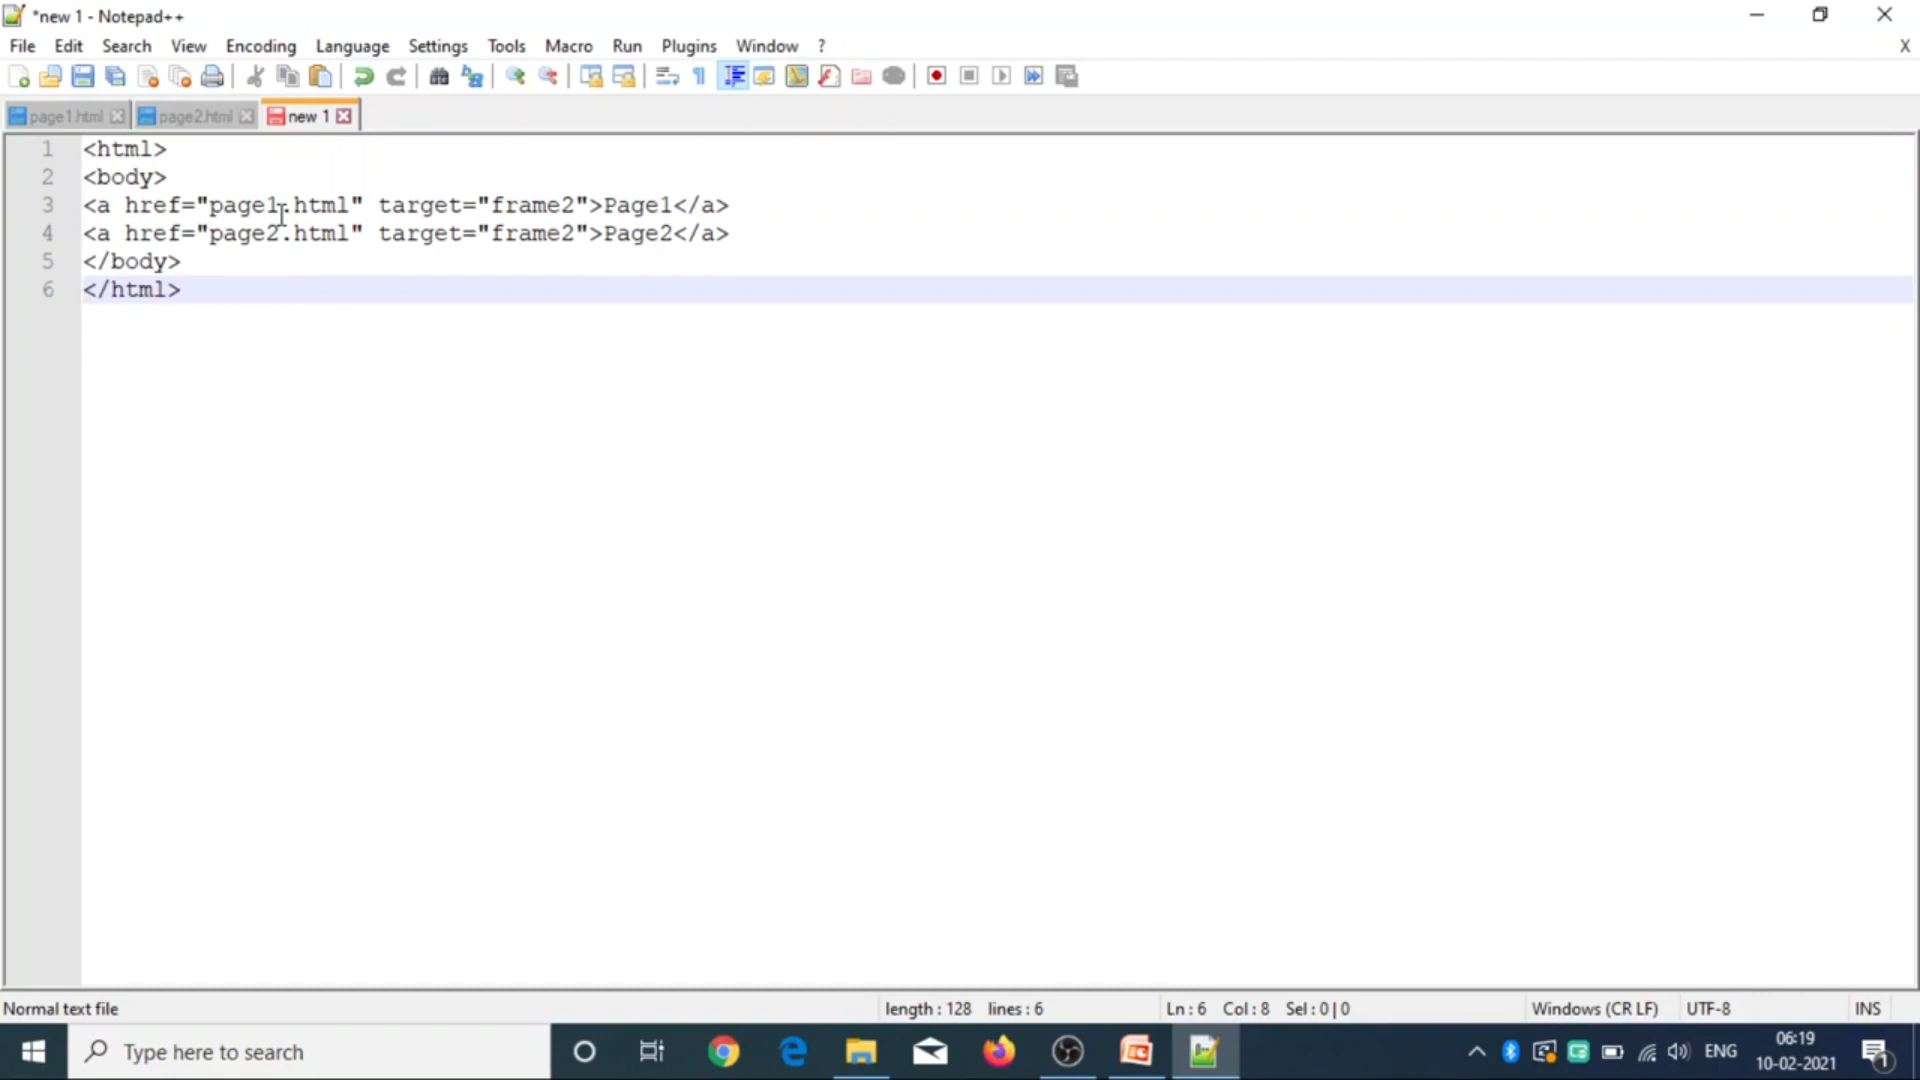 *new 1 - Notepad++
File Edit Search View Encoding Language Settings Tools Macro Run Plugins Window ? X
page1.html page2.html new 1
1 <html>
2 <body>
3 <a href="page1.html" target="frame2">Page1</a>
4 <a href="page2.html" target="frame2">Page2</a>
5 </body>
6 </html>
Normal text file length : 128 lines : 6 Ln : 6 Col : 8 Sel : 0 | 0 Windows (CR LF) UTF-8 INS
Type here to search ENG 06:19
10-02-2021 1